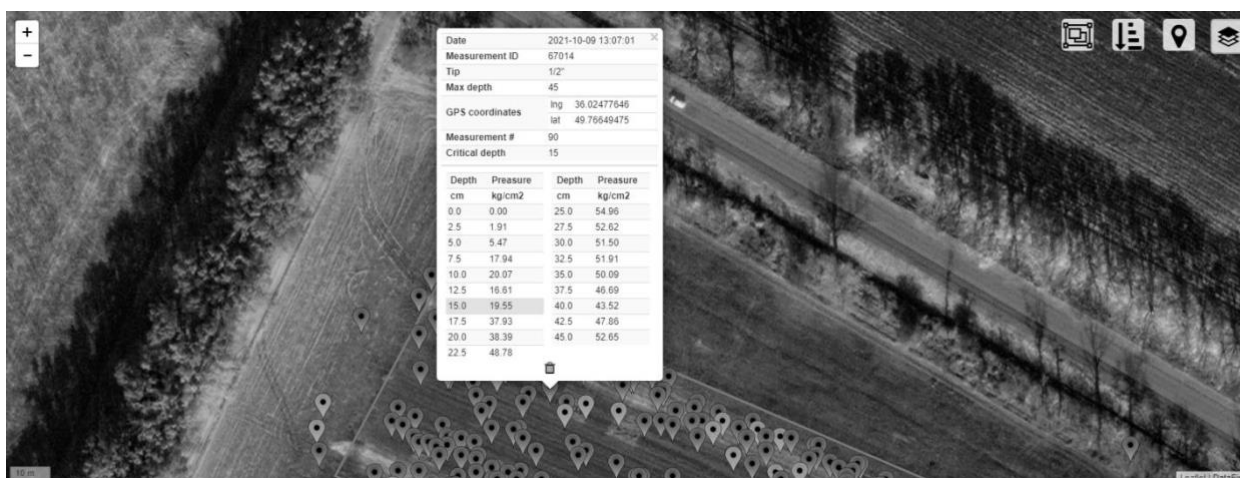 +
−
Date 2021-10-09 13:07:01 ×
Measurement ID 67014
Tip 1/2"
Max depth 45
GPS coordinates lng 36.02477646
lat 49.76649475
Measurement # 90
Critical depth 15
Depth Preasure Depth Preasure
cm kg/cm2 cm kg/cm2
0.0 0.00 25.0 54.96
2.5 1.91 27.5 52.62
5.0 5.47 30.0 51.50
7.5 17.94 32.5 51.91
10.0 20.07 35.0 50.09
12.5 16.61 37.5 46.69
15.0 19.55 40.0 43.52
17.5 37.93 42.5 47.86
20.0 38.39 45.0 52.65
22.5 48.78
10 m